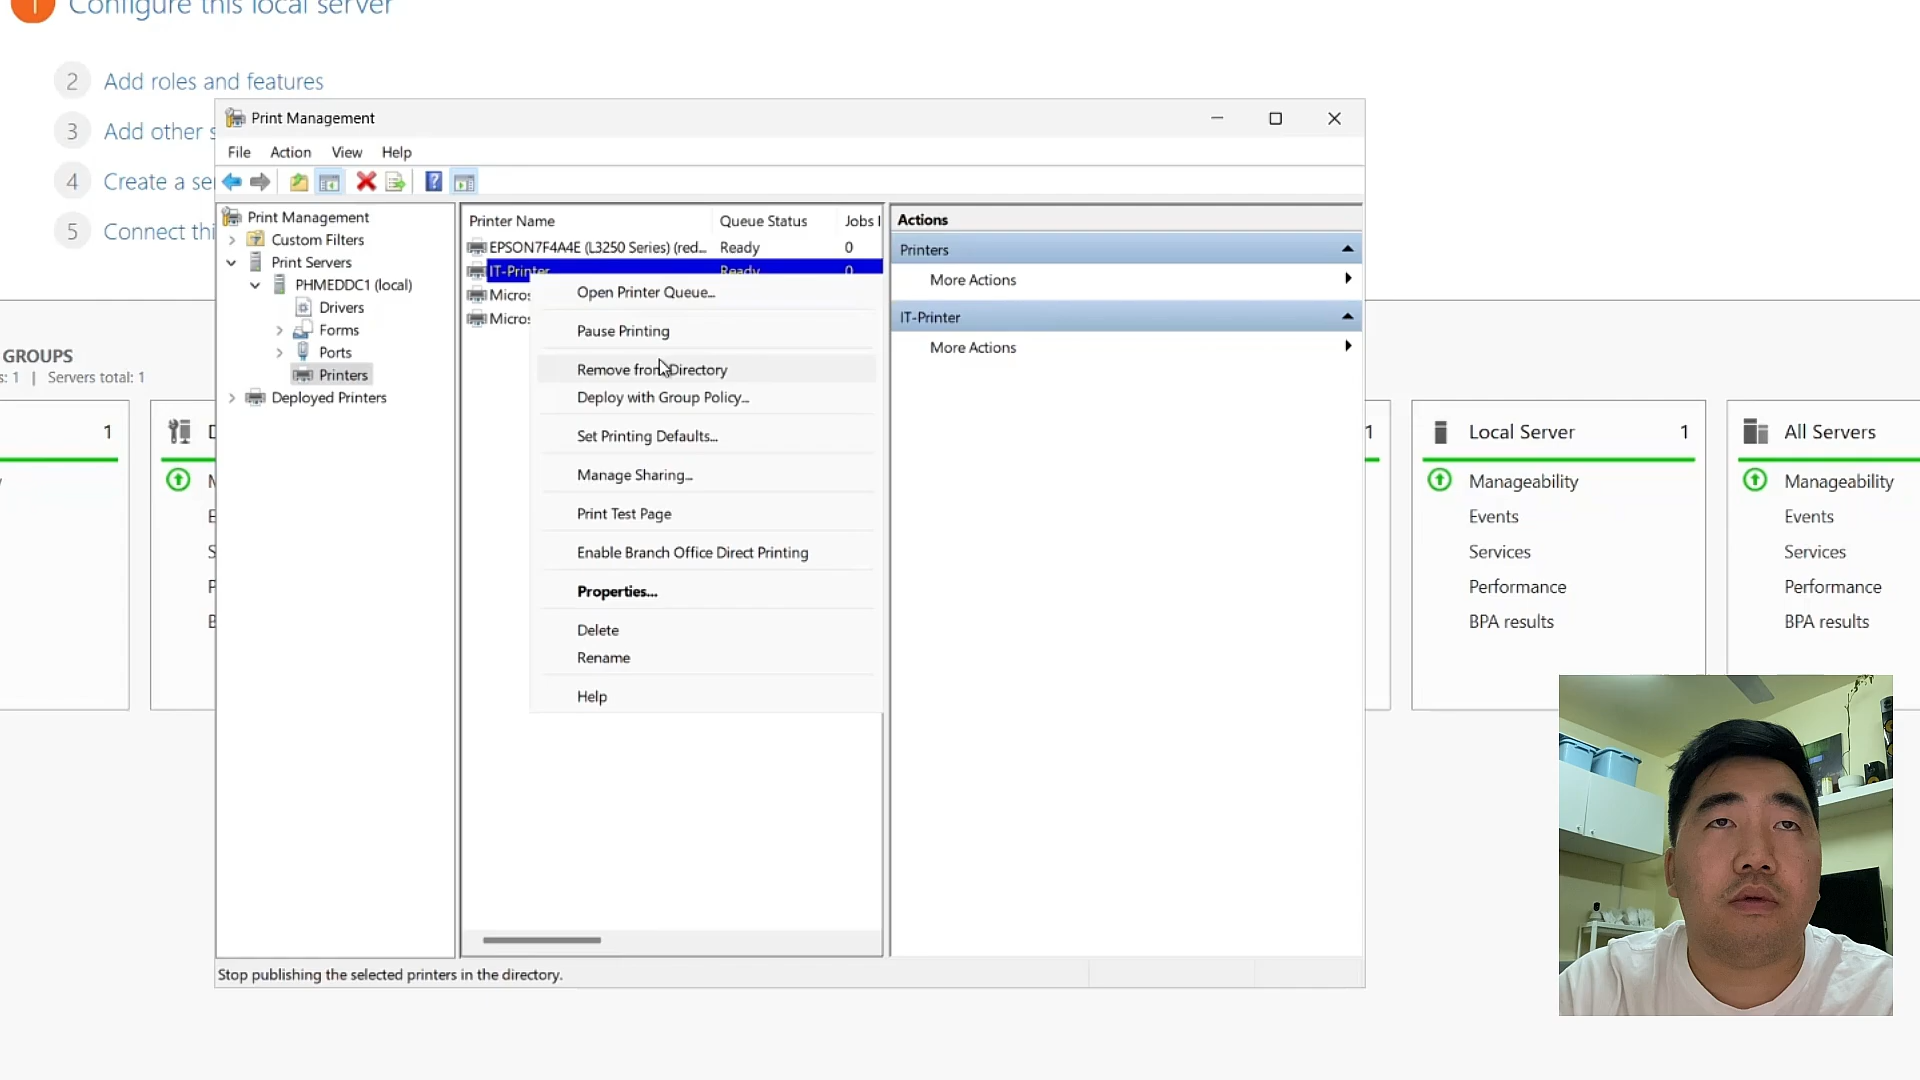 1 Configure this local server
2 Add roles and features
3 Add other s
4 Create a se
5 Connect thi
GROUPS
s: 1 | Servers total: 1
1
Print Management
File Action View Help
Print Management
Custom Filters
Print Servers
PHMEDDC1 (local)
Drivers
Forms
Ports
Printers
Deployed Printers
Printer Name Queue Status Jobs I
EPSON7F4A4E (L3250 Series) (red... Ready 0
IT-Printer Ready 0
Micros
Micros
Open Printer Queue...
Pause Printing
Remove from Directory
Deploy with Group Policy...
Set Printing Defaults...
Manage Sharing...
Print Test Page
Enable Branch Office Direct Printing
Properties...
Delete
Rename
Help
Actions
Printers
More Actions
IT-Printer
More Actions
Stop publishing the selected printers in the directory.
1
Local Server 1
Manageability
Events
Services
Performance
BPA results
All Servers
Manageability
Events
Services
Performance
BPA results